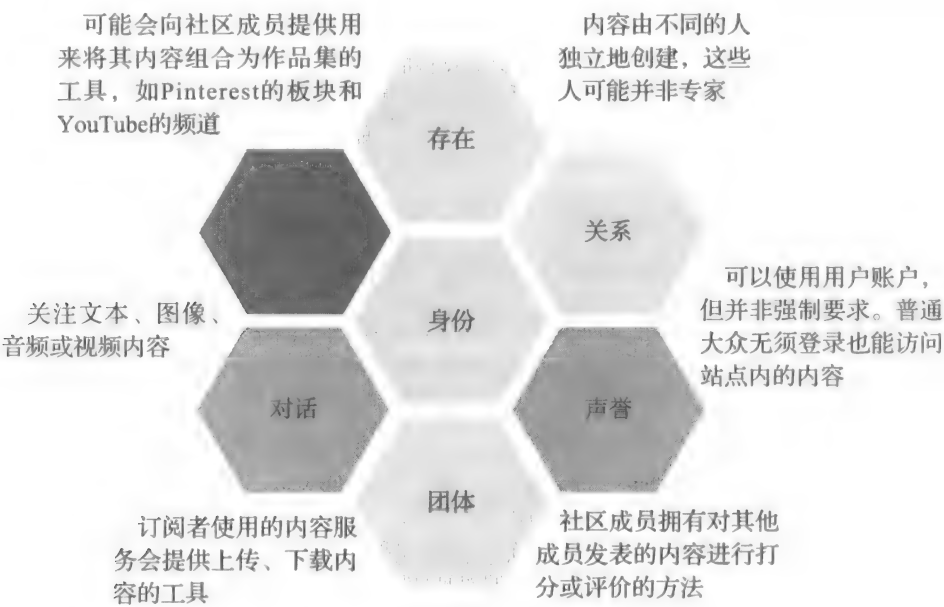 可能会向社区成员提供用
来将其内容组合为作品集的
工具，如Pinterest的板块和
YouTube的频道
内容由不同的人
独立地创建，这些
人可能并非专家
存在
关系
身份
可以使用用户账户，
但并非强制要求。普通
大众无须登录也能访问
站点内的内容
关注文本、图像、
音频或视频内容
对话
声誉
团体
订阅者使用的内容服
务会提供上传、下载内
容的工具
社区成员拥有对其他
成员发表的内容进行打
分或评价的方法